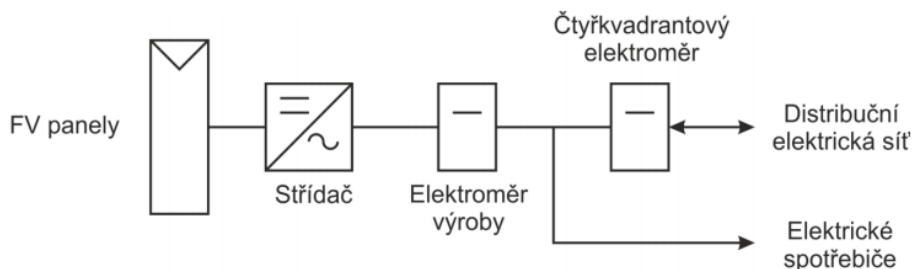 Čtyřkvadrantový
elektroměr
FV panely
Distribuční
elektrická síť
Střídač
Elektroměr
výroby
Elektrické
spotřebiče